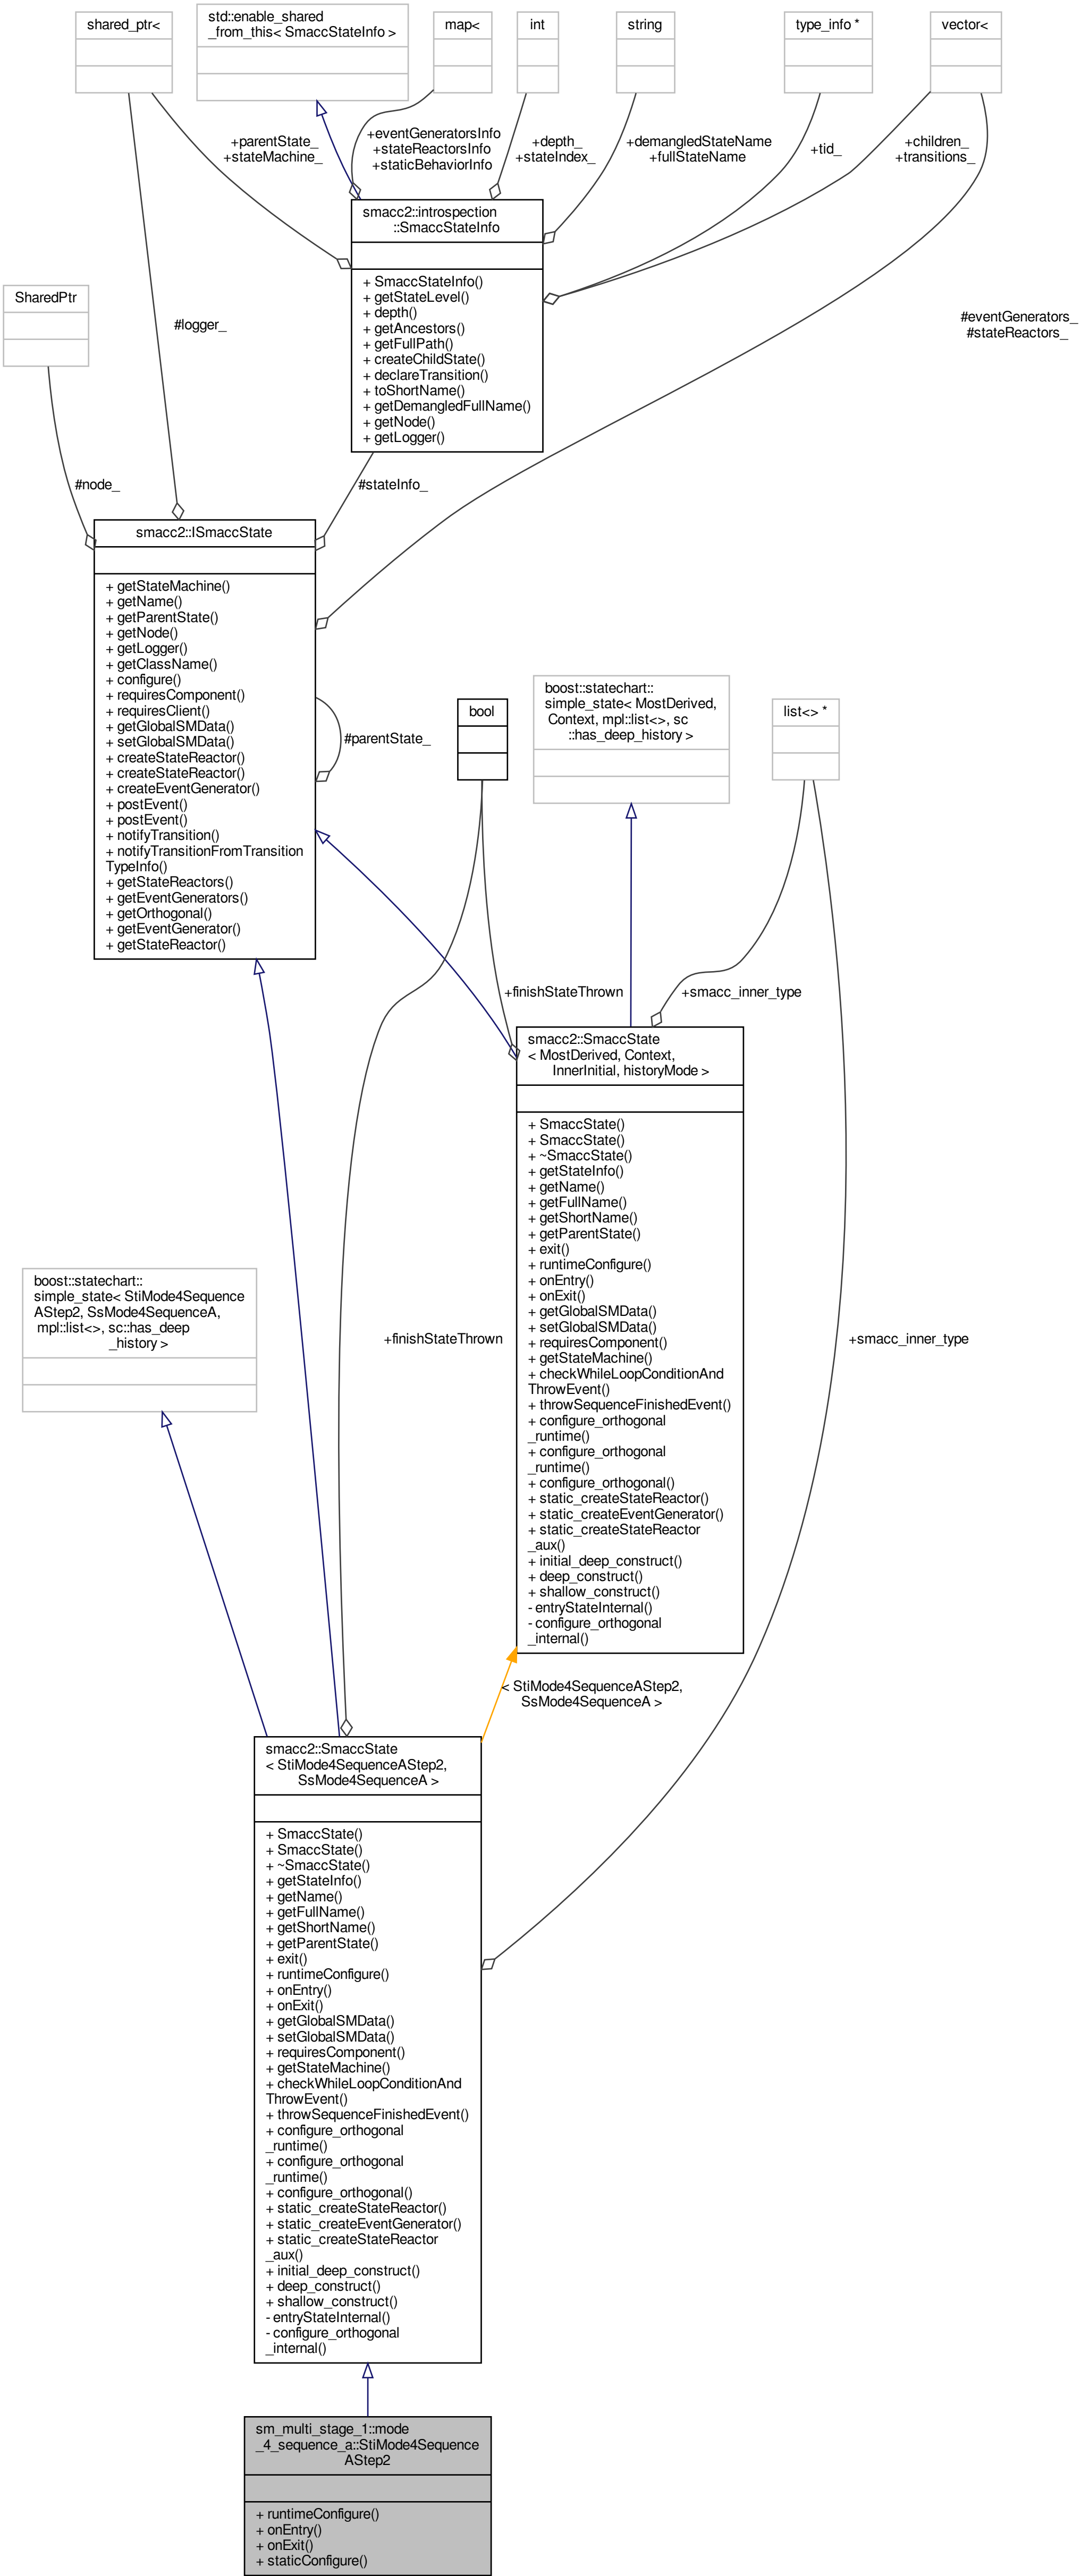 shared_ptr<
std::enable_shared
_from_this< SmaccStateInfo >
map<
int
string
type_info *
vector<
+parentState_
+stateMachine_
+eventGeneratorsInfo
+stateReactorsInfo
+staticBehaviorInfo
+depth_
+stateIndex_
+demangledStateName
+fullStateName
+tid_
+children_
+transitions_
smacc2::introspection
::SmaccStateInfo
+ SmaccStateInfo()
+ getStateLevel()
+ depth()
+ getAncestors()
+ getFullPath()
+ createChildState()
+ declareTransition()
+ toShortName()
+ getDemangledFullName()
+ getNode()
+ getLogger()
SharedPtr
#logger_
#eventGenerators_
#stateReactors_
#node_
#stateInfo_
smacc2::ISmaccState
+ getStateMachine()
+ getName()
+ getParentState()
+ getNode()
+ getLogger()
+ getClassName()
+ configure()
+ requiresComponent()
+ requiresClient()
+ getGlobalSMData()
+ setGlobalSMData()
+ createStateReactor()
+ createStateReactor()
+ createEventGenerator()
+ postEvent()
+ postEvent()
+ notifyTransition()
+ notifyTransitionFromTransition
TypeInfo()
+ getStateReactors()
+ getEventGenerators()
+ getOrthogonal()
+ getEventGenerator()
+ getStateReactor()
#parentState_
bool
boost::statechart::
simple_state< MostDerived,
Context, mpl::list<>, sc
::has_deep_history >
list<> *
+finishStateThrown
+smacc_inner_type
smacc2::SmaccState
< MostDerived, Context,
InnerInitial, historyMode >
+ SmaccState()
+ SmaccState()
+ ~SmaccState()
+ getStateInfo()
+ getName()
+ getFullName()
+ getShortName()
+ getParentState()
+ exit()
+ runtimeConfigure()
+ onEntry()
+ onExit()
+ getGlobalSMData()
+ setGlobalSMData()
+ requiresComponent()
+ getStateMachine()
+ checkWhileLoopConditionAnd
ThrowEvent()
+ throwSequenceFinishedEvent()
+ configure_orthogonal
_runtime()
+ configure_orthogonal
_runtime()
+ configure_orthogonal()
+ static_createStateReactor()
+ static_createEventGenerator()
+ static_createStateReactor
_aux()
+ initial_deep_construct()
+ deep_construct()
+ shallow_construct()
- entryStateInternal()
- configure_orthogonal
_internal()
boost::statechart::
simple_state< StiMode4Sequence
AStep2, SsMode4SequenceA,
mpl::list<>, sc::has_deep
_history >
+finishStateThrown
+smacc_inner_type
< StiMode4SequenceAStep2,
SsMode4SequenceA >
smacc2::SmaccState
< StiMode4SequenceAStep2,
SsMode4SequenceA >
+ SmaccState()
+ SmaccState()
+ ~SmaccState()
+ getStateInfo()
+ getName()
+ getFullName()
+ getShortName()
+ getParentState()
+ exit()
+ runtimeConfigure()
+ onEntry()
+ onExit()
+ getGlobalSMData()
+ setGlobalSMData()
+ requiresComponent()
+ getStateMachine()
+ checkWhileLoopConditionAnd
ThrowEvent()
+ throwSequenceFinishedEvent()
+ configure_orthogonal
_runtime()
+ configure_orthogonal
_runtime()
+ configure_orthogonal()
+ static_createStateReactor()
+ static_createEventGenerator()
+ static_createStateReactor
_aux()
+ initial_deep_construct()
+ deep_construct()
+ shallow_construct()
- entryStateInternal()
- configure_orthogonal
_internal()
sm_multi_stage_1::mode
_4_sequence_a::StiMode4Sequence
AStep2
+ runtimeConfigure()
+ onEntry()
+ onExit()
+ staticConfigure()